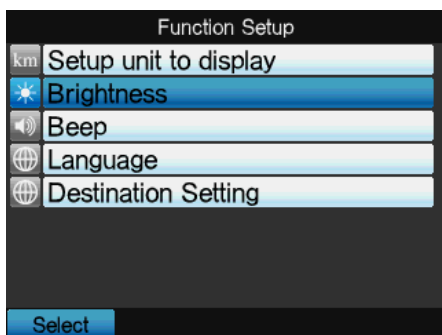 Function Setup
km Setup unit to display
Brightness
Beep
Language
Destination Setting
Select